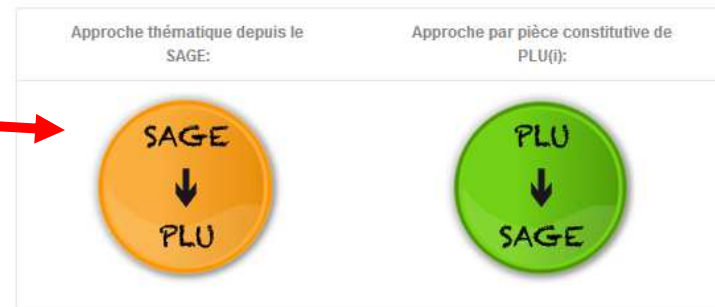 Approche thématique depuis le
SAGE:
Approche par pièce constitutive de
PLU(i):
SAGE
PLU
PLU
SAGE